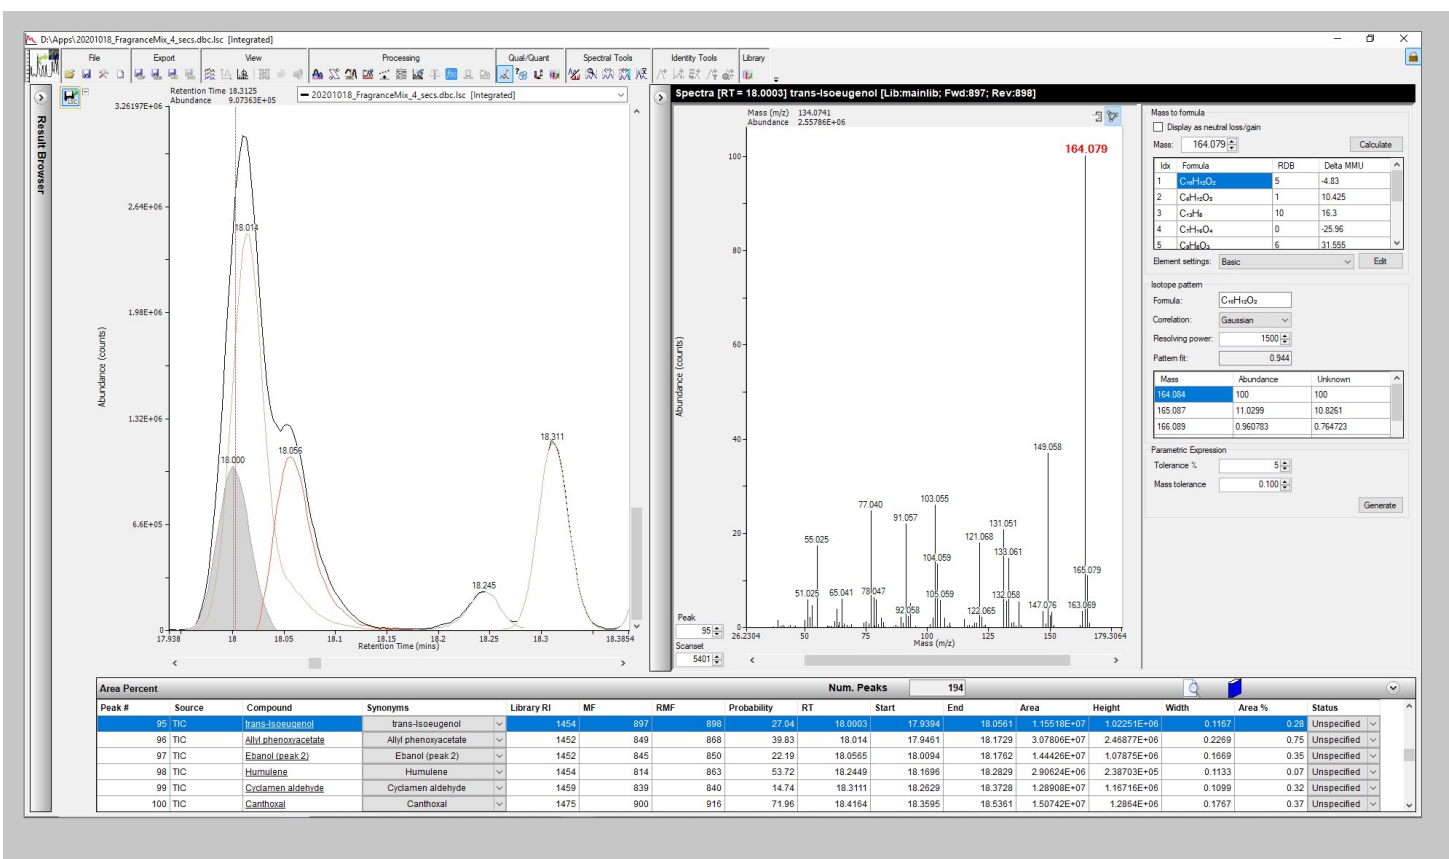 D:\Apps\20201018_FragranceMix_4_secs.dbc.lsc [Integrated]
File Export View Processing Qual/Quant Spectral Tools Identity Tools Library
Result Browser
Retention Time 18.3125
Abundance 9.07363E+05
20201018_FragranceMix_4_secs.dbc.lsc [Integrated]
3.26197E+06
2.64E+06
1.98E+06
1.32E+06
6.6E+05
0
Abundance (counts)
18.014
18.000
18.056
18.245
18.311
17.938 18 18.05 18.1 18.15 18.2 18.25 18.3 18.3854
Retention Time (mins)
Spectra [RT = 18.0003] trans-Isoeugenol [Lib:mainlib; Fwd:897; Rev:898]
Mass (m/z) 134.0741
Abundance 2.55786E+06
100
80
60
40
20
0
Abundance (counts)
164.079
149.058
103.055
77.040
91.057
131.051
121.068
55.025
133.061
104.059
165.079
51.025
65.041
78.047
105.059
132.058
92.058
122.065
147.076
163.069
26.2304 50 75 100 125 150 179.3064
Mass (m/z)
Peak
95
Scanset
5401
Mass to formula
Display as neutral loss/gain
Mass: 164.079 Calculate
Idx Formula RDB Delta MMU
1 C₁₀H₁₂O₂ 5 -4.83
2 C₆H₁₂O₅ 1 10.425
3 C₁₃H₈ 10 16.3
4 C₇H₁₆O₄ 0 -25.96
5 C₉H₈O₃ 6 31.555
Element settings: Basic Edit
Isotope pattern
Formula: C₁₀H₁₂O₂
Correlation: Gaussian
Resolving power: 1500
Pattern fit: 0.944
Mass Abundance Unknown
164.084 100 100
165.087 11.0299 10.8261
166.089 0.960783 0.764723
Parametric Expression
Tolerance % 5
Mass tolerance 0.100
Generate
Area Percent Num. Peaks 194
Peak # Source Compound Synonyms Library RI MF RMF Probability RT Start End Area Height Width Area % Status
95 TIC trans-Isoeugenol trans-Isoeugenol 1454 897 898 27.04 18.0003 17.9394 18.0561 1.15518E+07 1.02251E+06 0.1167 0.28 Unspecified
96 TIC Allyl phenoxyacetate Allyl phenoxyacetate 1452 849 868 39.83 18.014 17.9461 18.1729 3.07806E+07 2.46877E+06 0.2269 0.75 Unspecified
97 TIC Ebanol (peak 2) Ebanol (peak 2) 1452 845 850 22.19 18.0565 18.0094 18.1762 1.44426E+07 1.07875E+06 0.1669 0.35 Unspecified
98 TIC Humulene Humulene 1454 814 863 53.72 18.2449 18.1696 18.2829 2.90624E+06 2.38703E+05 0.1133 0.07 Unspecified
99 TIC Cyclamen aldehyde Cyclamen aldehyde 1459 839 840 14.74 18.3111 18.2629 18.3728 1.28908E+07 1.16716E+06 0.1099 0.32 Unspecified
100 TIC Canthoxal Canthoxal 1475 900 916 71.96 18.4164 18.3595 18.5361 1.50742E+07 1.2864E+06 0.1767 0.37 Unspecified